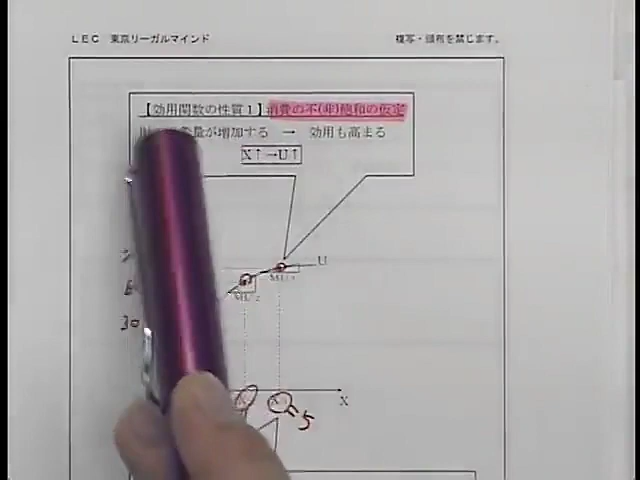 LEC 東京リーガルマインド
複写・頒布を禁じます。
【効用関数の性質1】消費の不(非)飽和の仮定
量が増加する → 効用も高まる
X↑→U↑
U
30
X
=5